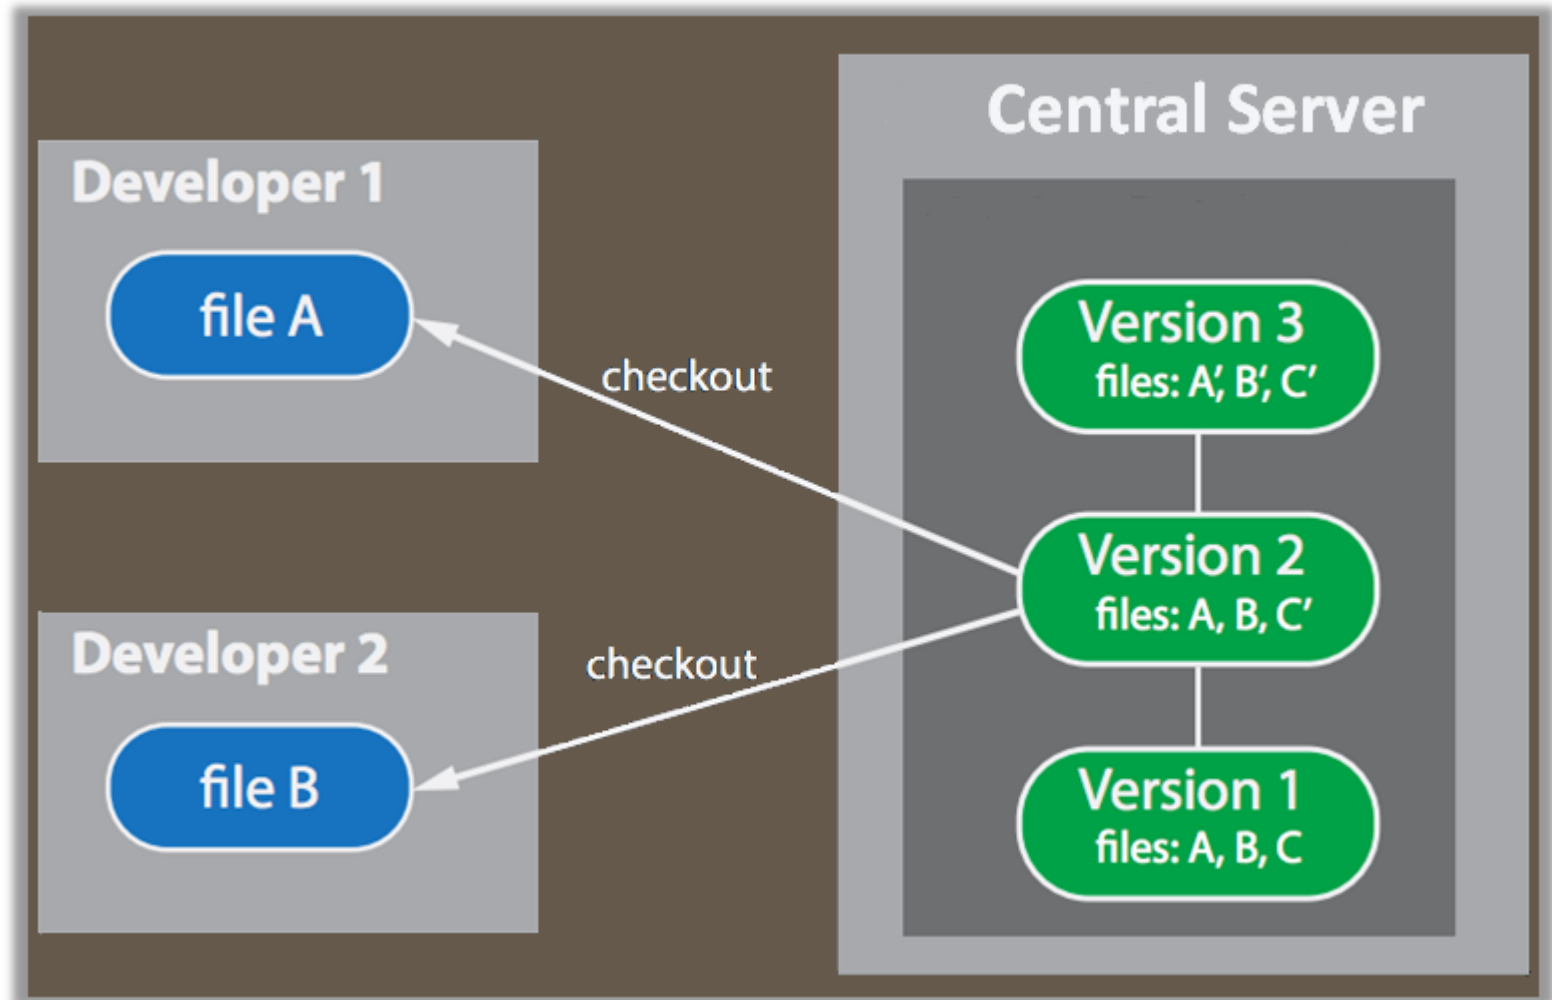 Central Server
Developer 1
file A
checkout
Version 3
files: A’, B’, C’
Version 2
files: A, B, C’
Developer 2
checkout
file B
Version 1
files: A, B, C